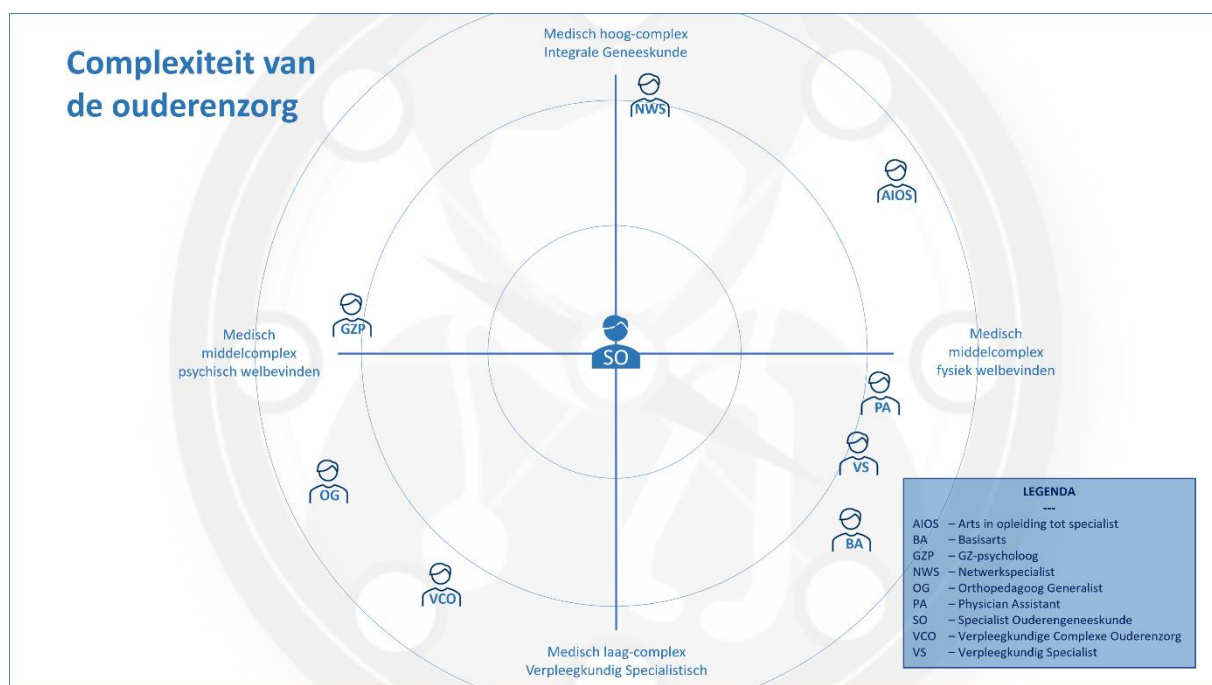 Complexiteit van
de ouderenzorg
Medisch hoog-complex
Integrale Geneeskunde
NWS
AIOS
GZP
Medisch
middelcomplex
psychisch welbevinden
SO
Medisch
middelcomplex
fysiek welbevinden
PA
VS
OG
BA
VCO
Medisch laag-complex
Verpleegkundig Specialistisch
LEGENDA
---
AIOS – Arts in opleiding tot specialist
BA – Basisarts
GZP – GZ-psycholoog
NWS – Netwerkspecialist
OG – Orthopedagoog Generalist
PA – Physician Assistant
SO – Specialist Ouderengeneeskunde
VCO – Verpleegkundige Complexe Ouderenzorg
VS – Verpleegkundig Specialist